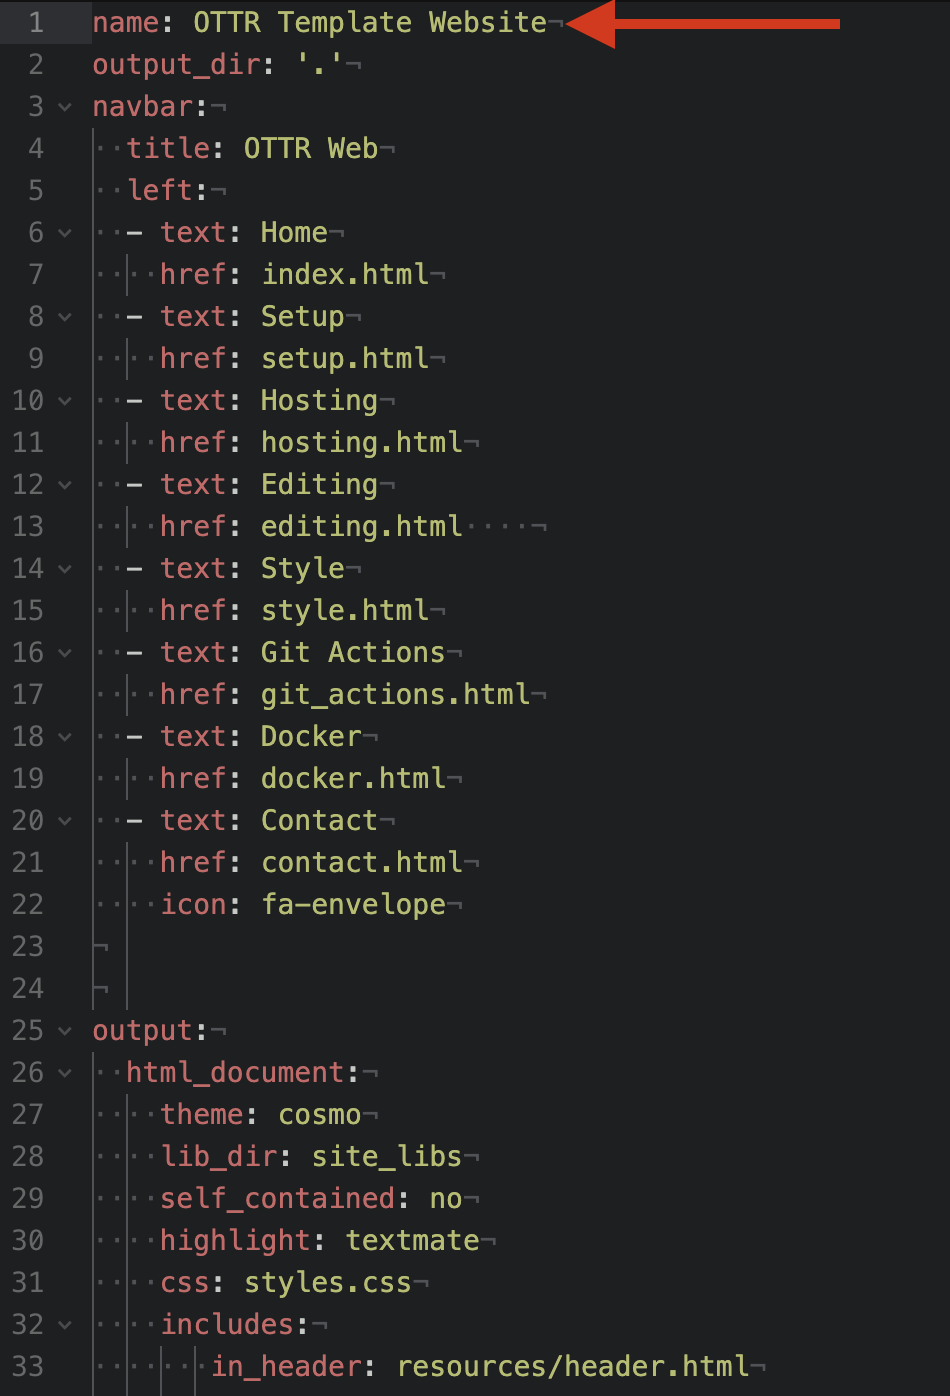 1 name: OTTR Template Website¬
2 output_dir: '.'¬
3 navbar:¬
4 ··title: OTTR Web¬
5 ··left:¬
6 ··- text: Home¬
7 ····href: index.html¬
8 ··- text: Setup¬
9 ····href: setup.html¬
10 ··- text: Hosting¬
11 ····href: hosting.html¬
12 ··- text: Editing¬
13 ····href: editing.html····¬
14 ··- text: Style¬
15 ····href: style.html¬
16 ··- text: Git Actions¬
17 ····href: git_actions.html¬
18 ··- text: Docker¬
19 ····href: docker.html¬
20 ··- text: Contact¬
21 ····href: contact.html¬
22 ····icon: fa-envelope¬
23 ¬
24 ¬
25 output:¬
26 ··html_document:¬
27 ····theme: cosmo¬
28 ····lib_dir: site_libs¬
29 ····self_contained: no¬
30 ····highlight: textmate¬
31 ····css: styles.css¬
32 ····includes:¬
33 ·······in_header: resources/header.html¬